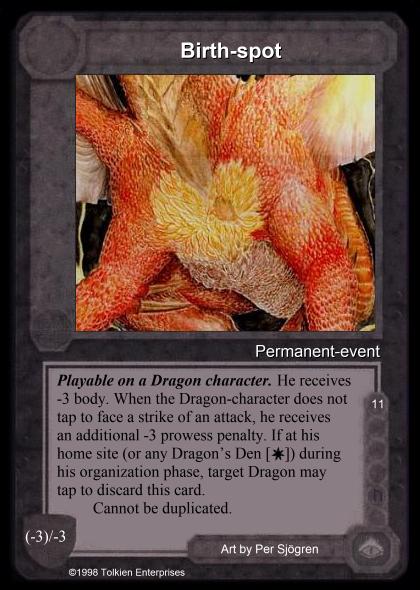 Birth-spot
Permanent-event
Playable on a Dragon character. He receives
-3 body. When the Dragon-character does not
tap to face a strike of an attack, he receives
an additional -3 prowess penalty. If at his
home site (or any Dragon's Den [✷]) during
his organization phase, target Dragon may
tap to discard this card.
Cannot be duplicated.
11
(-3)/-3
Art by Per Sjögren
©1998 Tolkien Enterprises